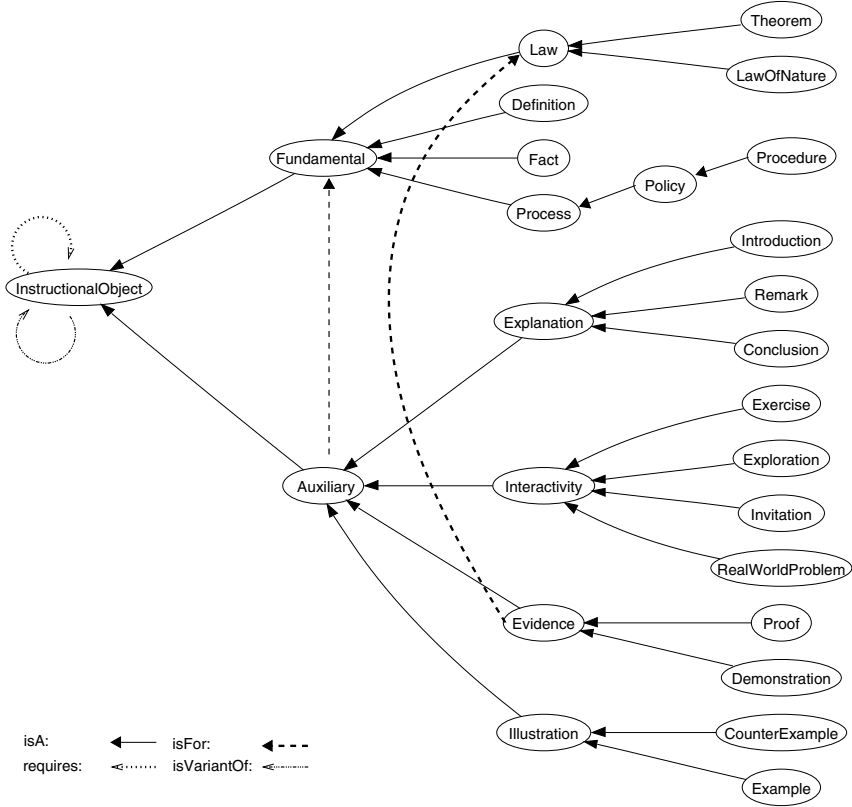 Theorem
Law
LawOfNature
Definition
Fundamental
Fact
Procedure
Policy
Process
Introduction
InstructionalObject
Remark
Explanation
Conclusion
Exercise
Exploration
Auxiliary
Interactivity
Invitation
RealWorldProblem
Evidence
Proof
Demonstration
Illustration
CounterExample
Example
isA:
isFor:
requires:
isVariantOf: